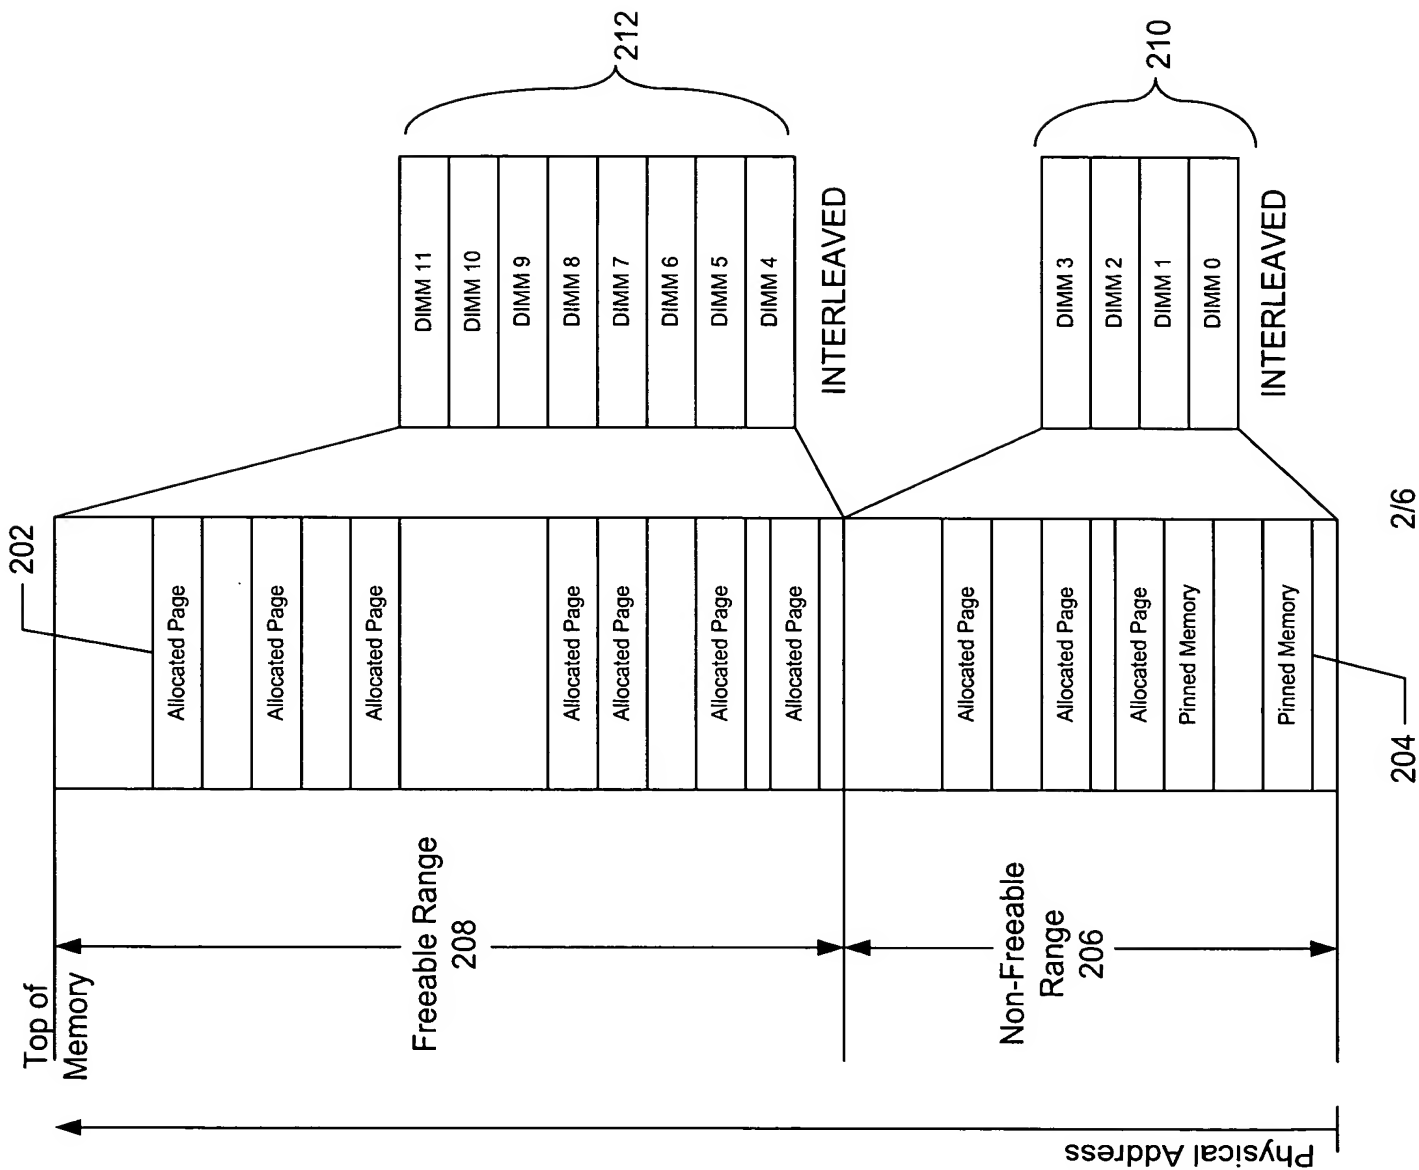 212
210
202
DIMM 11
DIMM 10
DIMM 9
DIMM 8
DIMM 7
DIMM 6
DIMM 5
DIMM 4
INTERLEAVED
DIMM 3
DIMM 2
DIMM 1
DIMM 0
INTERLEAVED
Allocated Page
Allocated Page
Allocated Page
Allocated Page
Allocated Page
Allocated Page
Allocated Page
Allocated Page
Allocated Page
Allocated Page
Pinned Memory
Pinned Memory
204
2/6
Top of
Memory
Freeable Range
208
Non-Freeable
Range
206
Physical Address